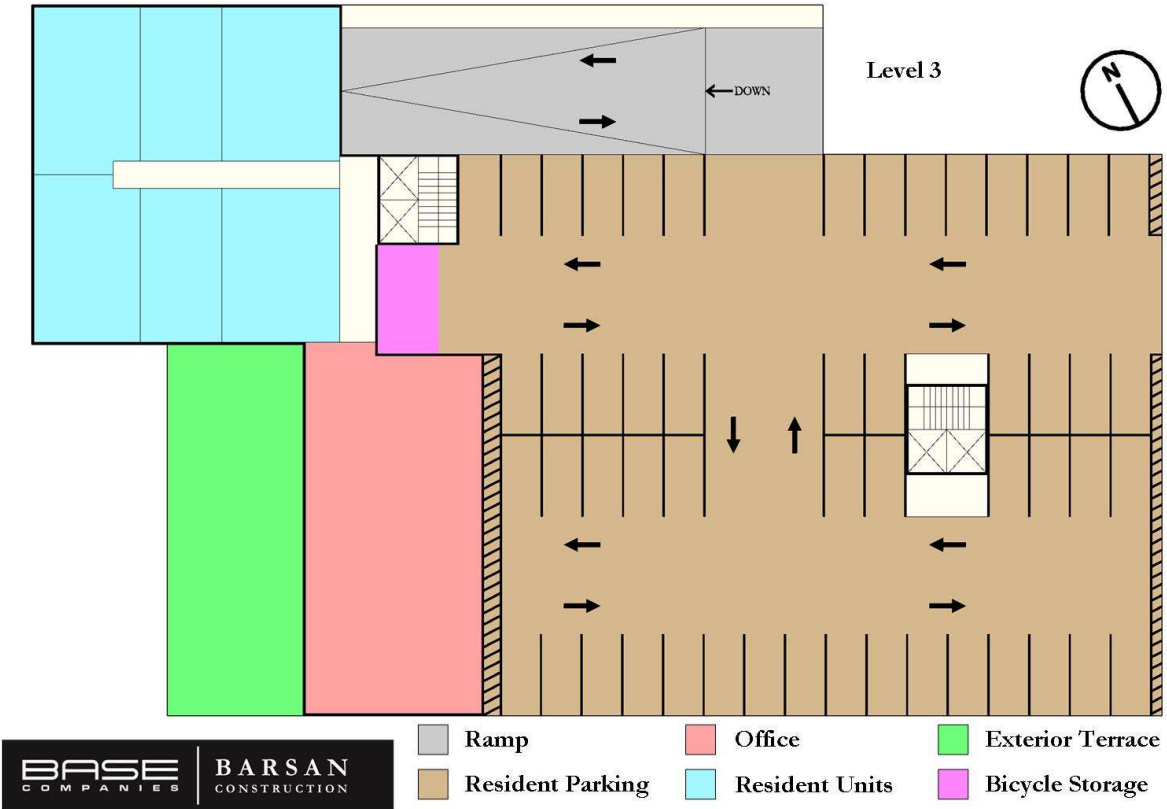 Level 3
N
DOWN
Ramp
Office
Exterior Terrace
Resident Parking
Resident Units
Bicycle Storage
BASE
COMPANIES
BARSAN
CONSTRUCTION